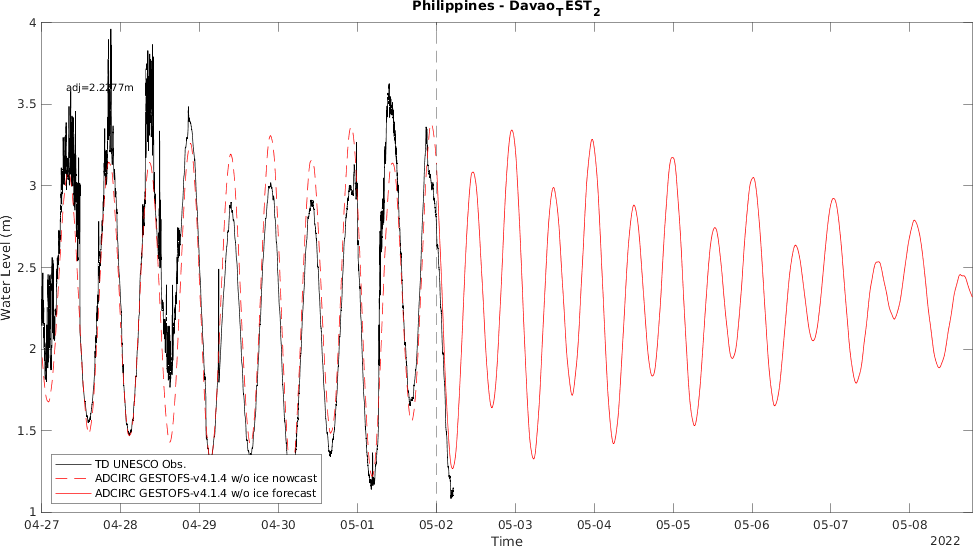 Philippines - Davao_TEST_2
4
3.5
3
2.5
2
1.5
1
Water Level (m)
adj=2.2277m
TD UNESCO Obs.
ADCIRC GESTOFS-v4.1.4 w/o ice nowcast
ADCIRC GESTOFS-v4.1.4 w/o ice forecast
04-27 04-28 04-29 04-30 05-01 05-02 05-03 05-04 05-05 05-06 05-07 05-08
Time
2022